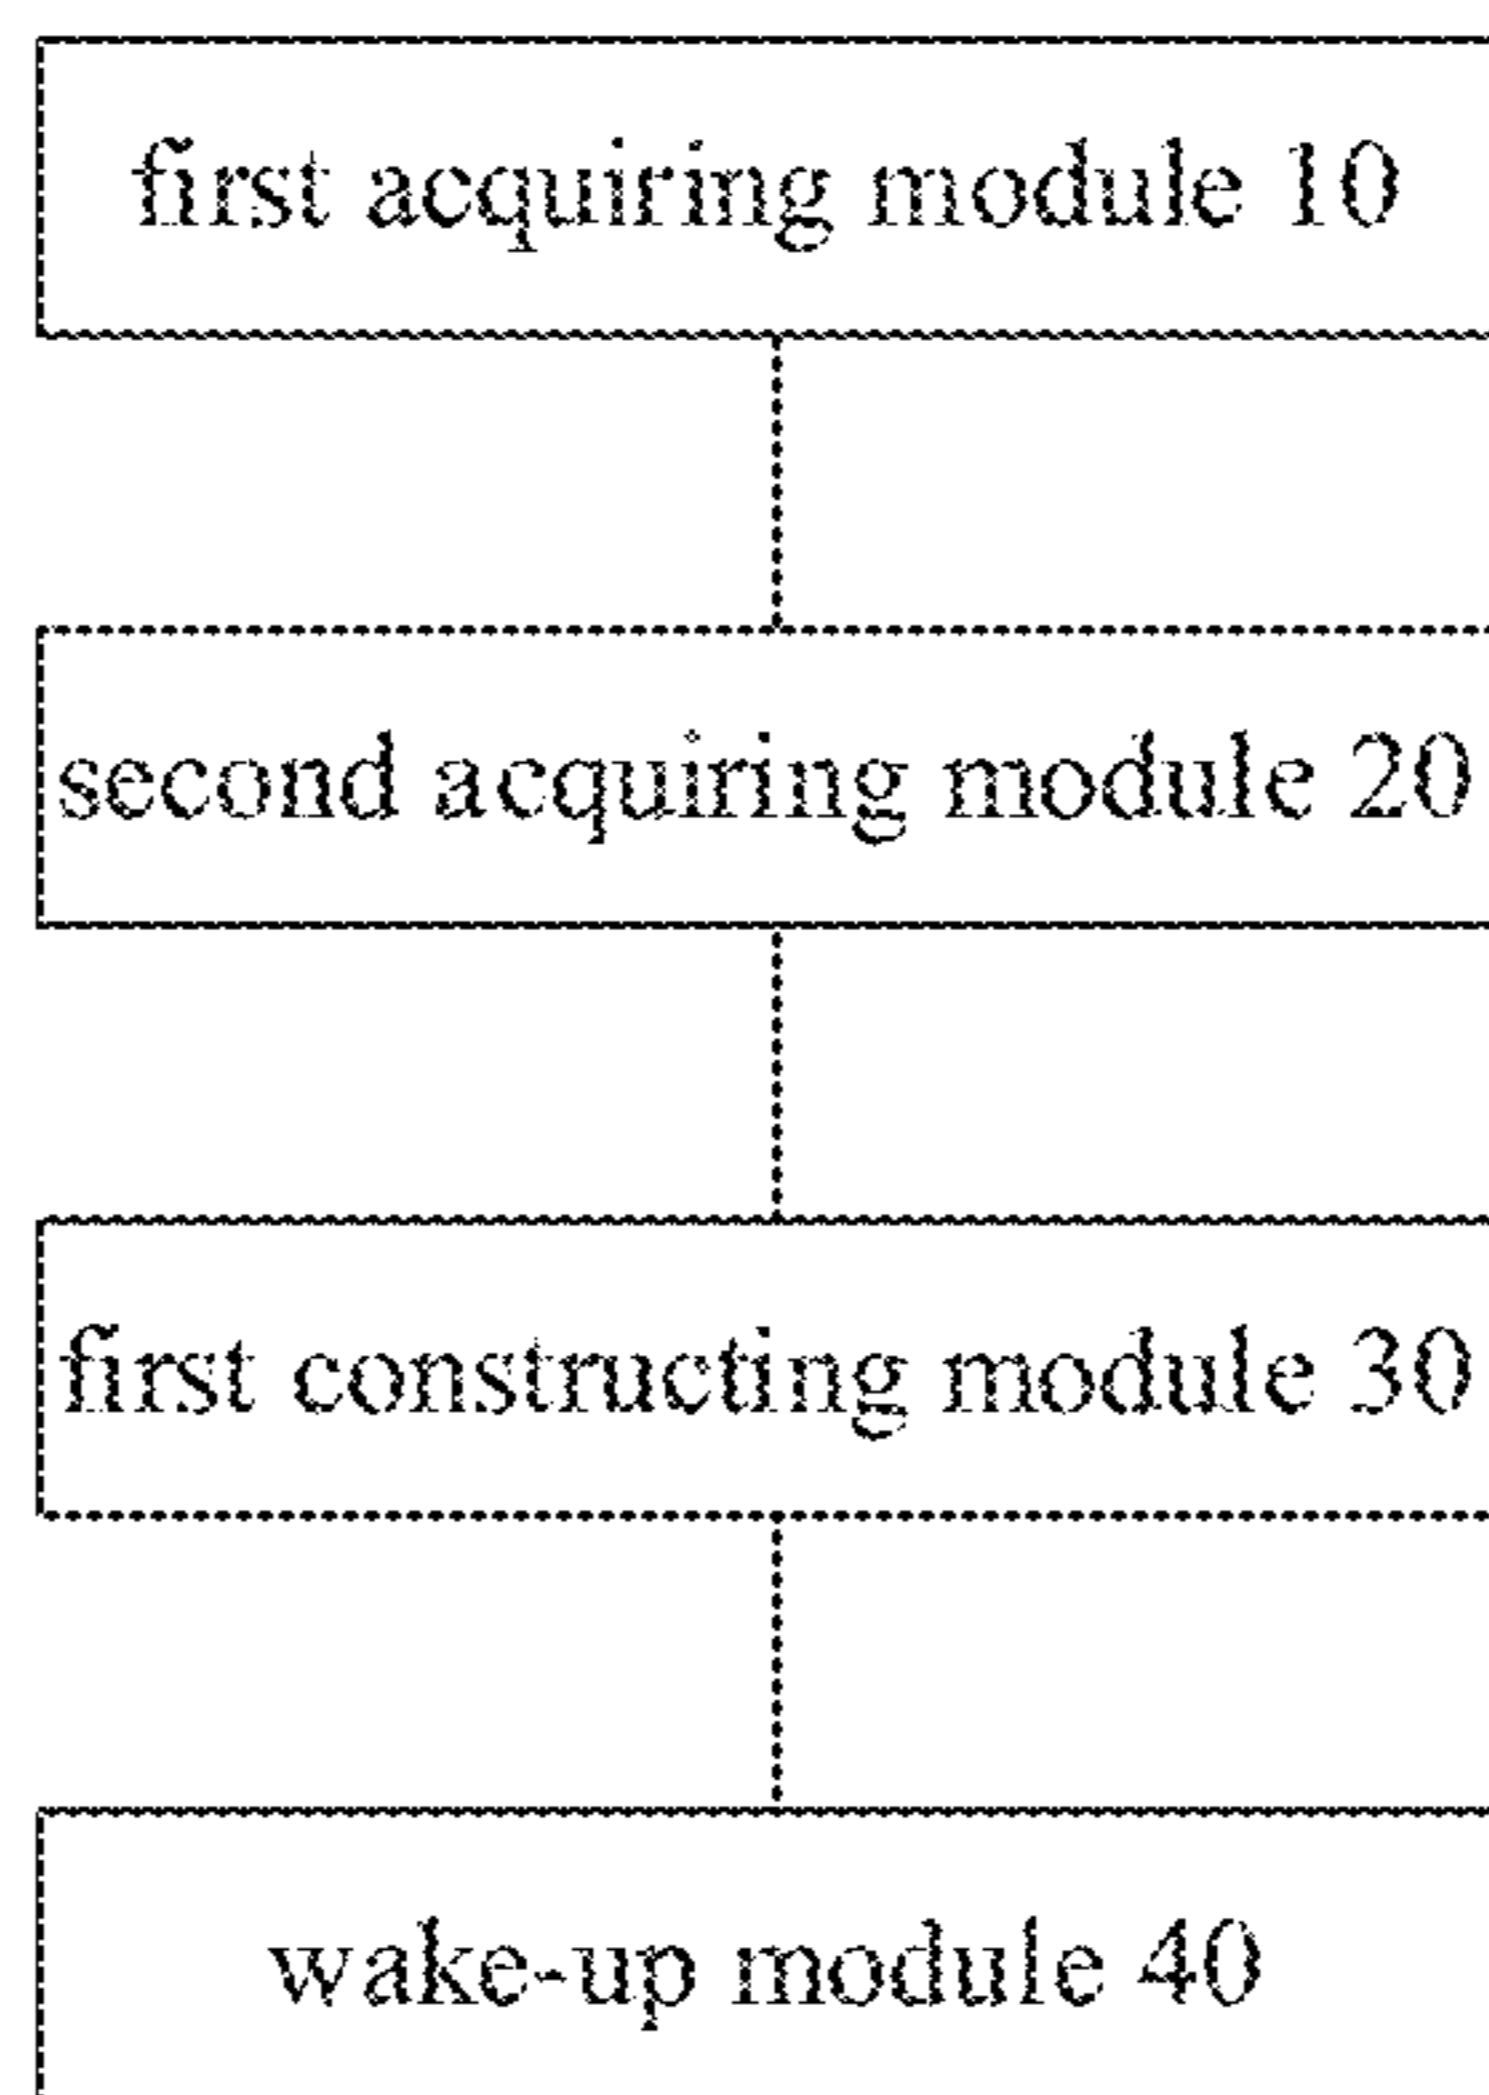 first acquiring module 10
second acquiring module 20
first constructing module 30
wake-up module 40